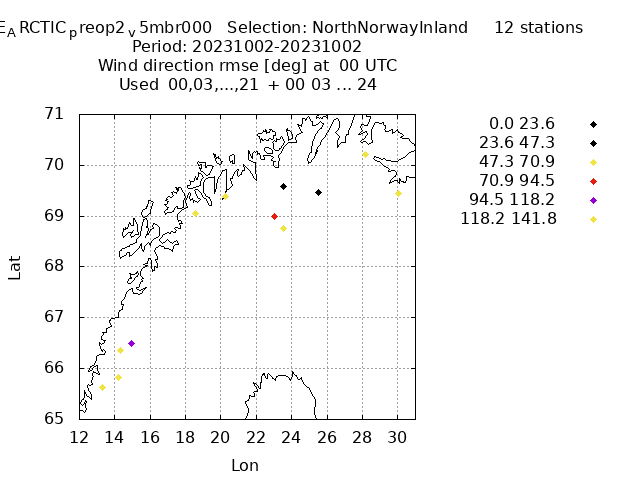 E_A RCTIC_p reop2_v 5mbr000 Selection: NorthNorwayInland 12 stations
Period: 20231002-20231002
Wind direction rmse [deg] at 00 UTC
Used 00,03,...,21 + 00 03 ... 24
0.0 23.6
23.6 47.3
47.3 70.9
70.9 94.5
94.5 118.2
118.2 141.8
71
70
69
68
67
66
65
Lat
12 14 16 18 20 22 24 26 28 30
Lon